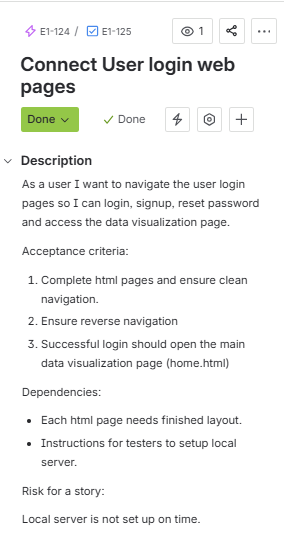 E1-124 / E1-125
1
Connect User login web
pages
Done
Done
Description
As a user I want to navigate the user login
pages so I can login, signup, reset password
and access the data visualization page.
Acceptance criteria:
1. Complete html pages and ensure clean
navigation.
2. Ensure reverse navigation
3. Successful login should open the main
data visualization page (home.html)
Dependencies:
• Each html page needs finished layout.
• Instructions for testers to setup local
server.
Risk for a story:
Local server is not set up on time.